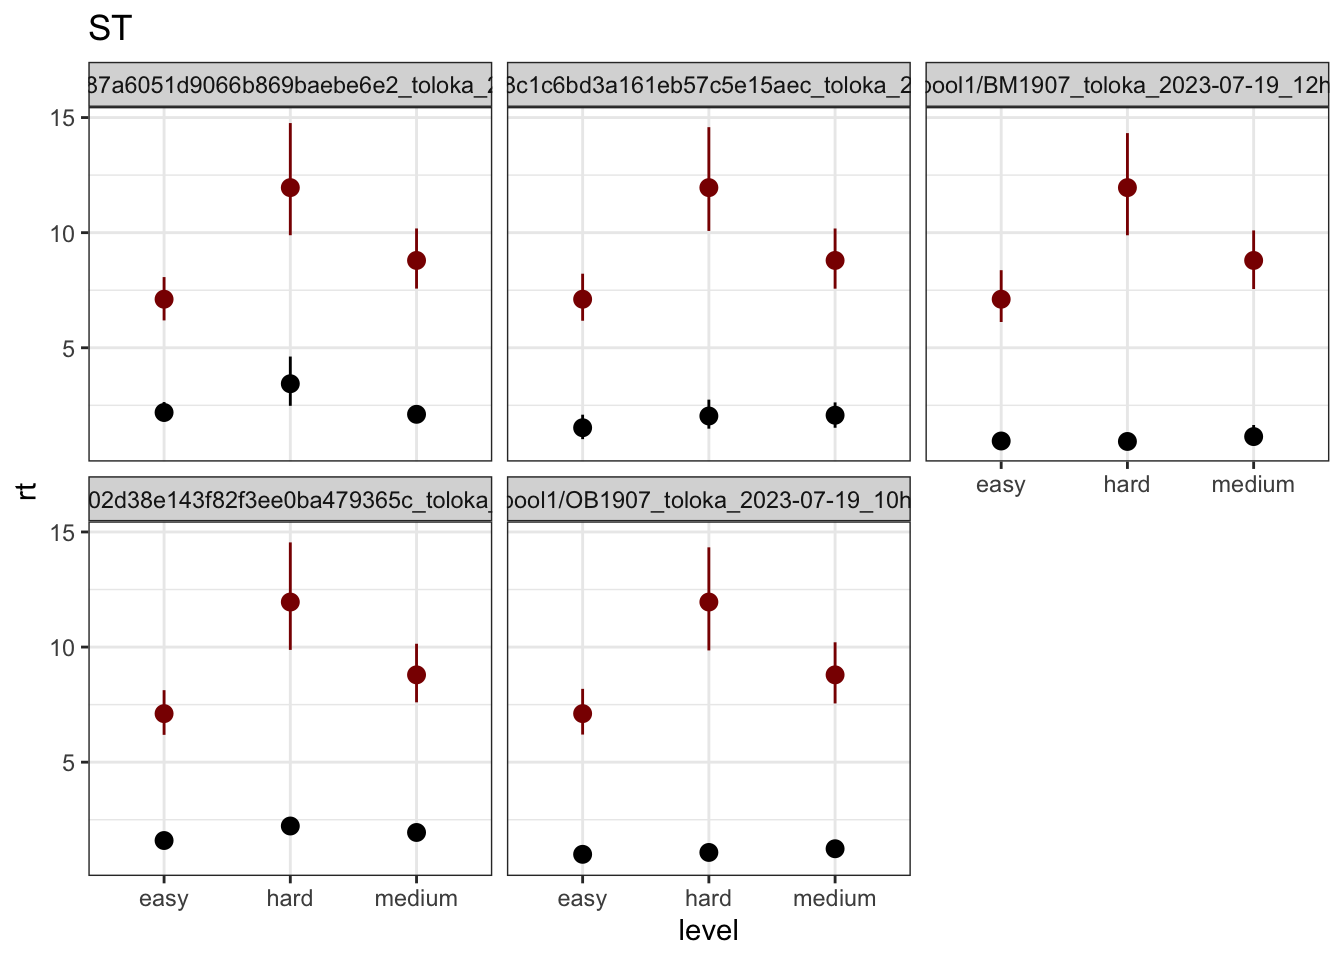 ST
87a6051d9066b869baebe6e2_toloka_2
3c1c6bd3a161eb57c5e15aec_toloka_2
pool1/BM1907_toloka_2023-07-19_12h
15
10
5
easy hard medium
rt
02d38e143f82f3ee0ba479365c_toloka_
pool1/OB1907_toloka_2023-07-19_10h
15
10
5
easy hard medium
easy hard medium
level